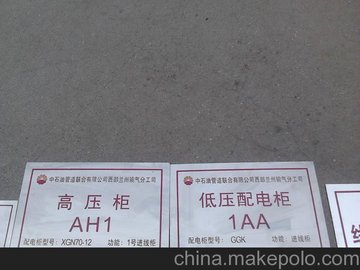 中石油管道联合有限公司西部兰州输气分公司
高压柜
AH1
配电柜型号: XGN70-12 功能: 1号进线柜
中石油管道联合有限公司西部兰州输气分公司
低压配电柜
1AA
配电柜型号: GGK 功能: 进线柜
china.makepolo.com